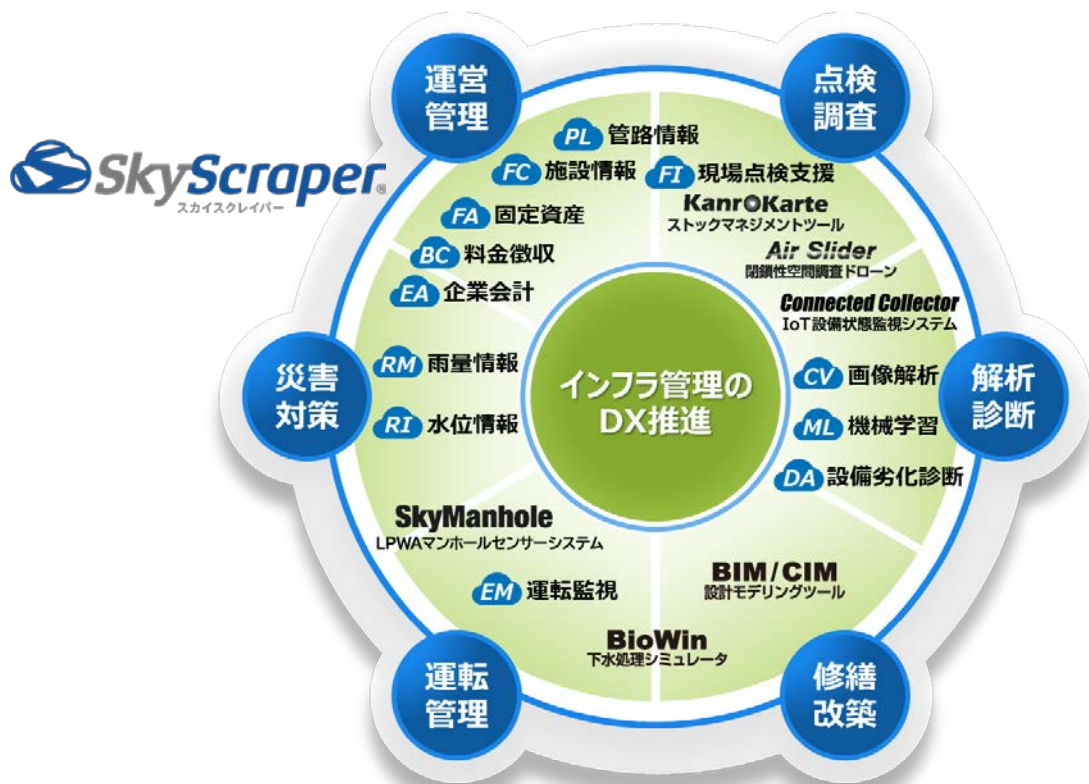 運営
管理
点検
調査
SkyScraper®
スカイスクレイパー
PL 管路情報
FC 施設情報
FI 現場点検支援
FA 固定資産
KanroKarte
ストックマネジメントツール
BC 料金徴収
Air Slider
閉鎖性空間調査ドローン
EA 企業会計
Connected Collector
IoT設備状態監視システム
災害
対策
RM 雨量情報
RI 水位情報
インフラ管理の
DX推進
CV 画像解析
ML 機械学習
DA 設備劣化診断
解析
診断
SkyManhole
LPWAマンホールセンサーシステム
EM 運転監視
BIM/CIM
設計モデリングツール
BioWin
下水処理シミュレータ
運転
管理
修繕
改築